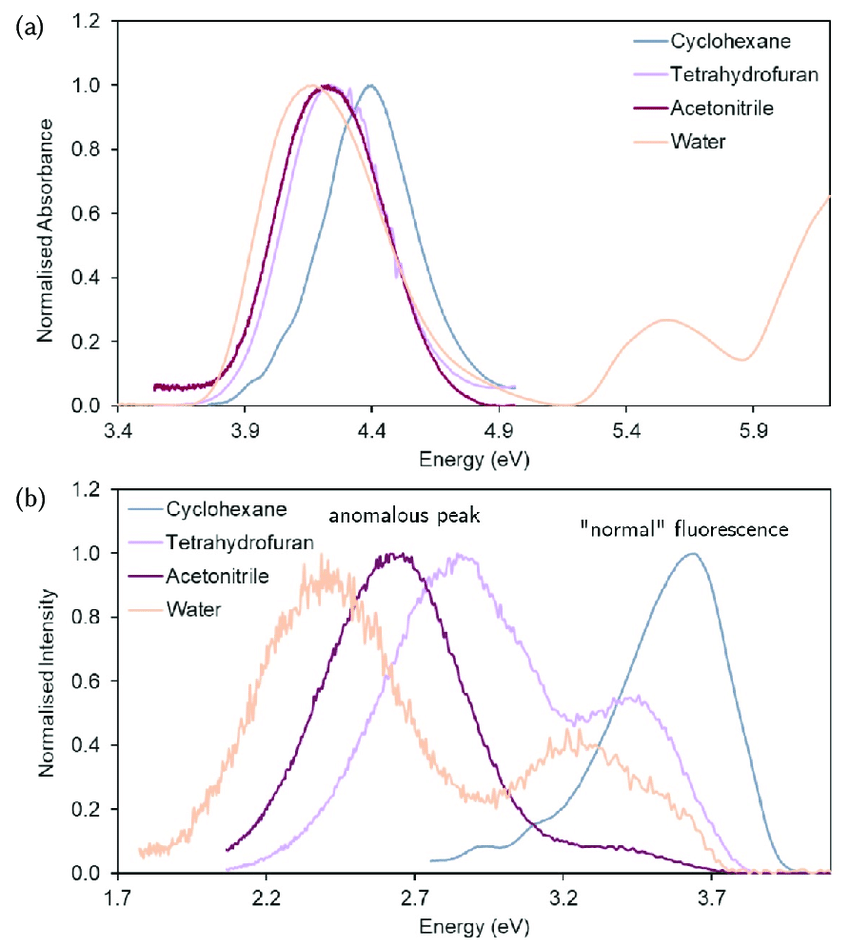 (a)
1.2
1.0
0.8
0.6
0.4
0.2
0.0
Normalised Absorbance
Cyclohexane
Tetrahydrofuran
Acetonitrile
Water
3.4 3.9 4.4 4.9 5.4 5.9
Energy (eV)
(b)
1.2
1.0
0.8
0.6
0.4
0.2
0.0
Normalised Intensity
Cyclohexane
Tetrahydrofuran
Acetonitrile
Water
anomalous peak
"normal" fluorescence
1.7 2.2 2.7 3.2 3.7
Energy (eV)